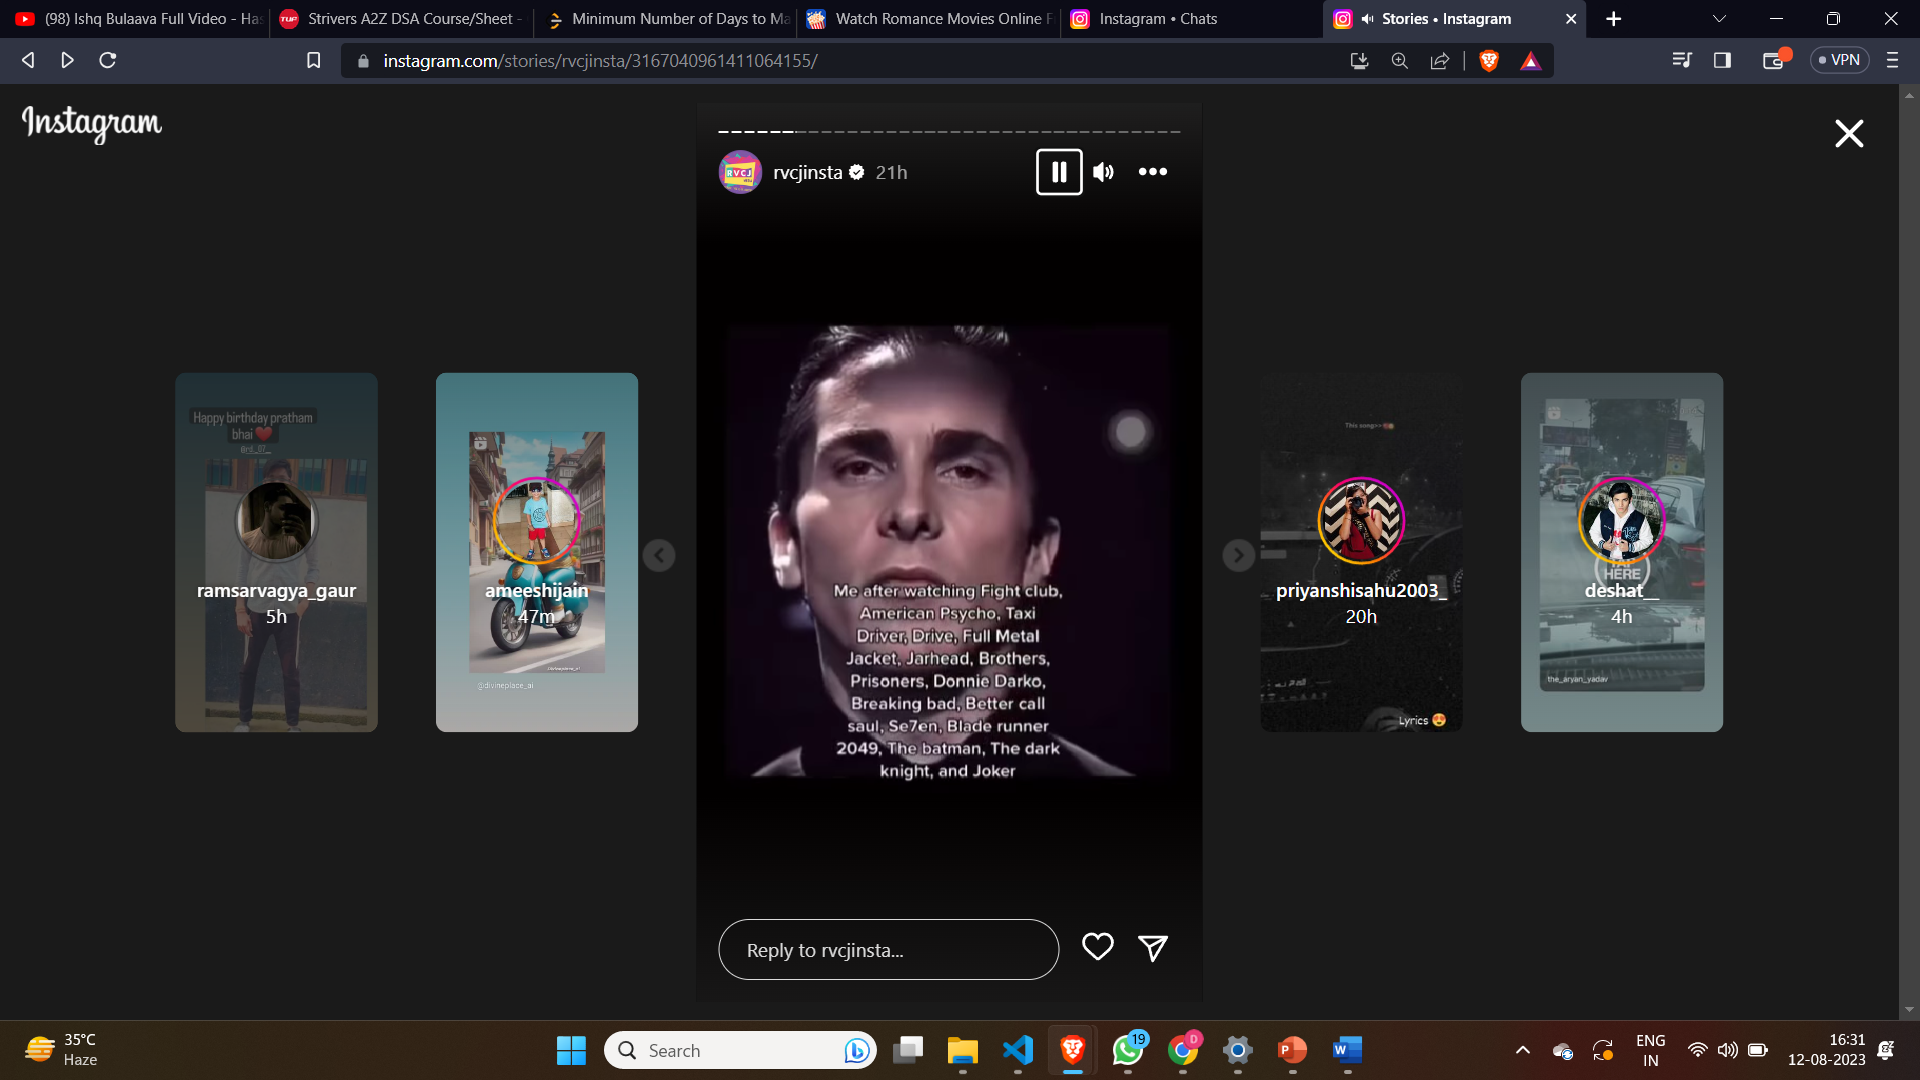 (98) Ishq Bulaava Full Video - Has
Strivers A2Z DSA Course/Sheet -
Minimum Number of Days to Ma
Watch Romance Movies Online F
Instagram • Chats
Stories • Instagram
instagram.com/stories/rvcjinsta/3167040961411064155/
VPN
Instagram
RVCJ
rvcjinsta
21h
Happy birthday pratham
bhai❤️
ramsarvagya_gaur
5h
ameeshijain
47m
@divineplace_ai
Me after watching Fight club,
American Psycho, Taxi
Driver, Drive, Full Metal
Jacket, Jarhead, Brothers,
Prisoners, Donnie Darko,
Breaking bad, Better call
saul, Se7en, Blade runner
2049, The batman, The dark
knight, and Joker
This song>>
priyanshisahu2003_
20h
Lyrics 😍
HERE
deshat__
4h
the_aryan_yadav
Reply to rvcjinsta...
35°C
Haze
Search
19
D
ENG
IN
16:31
12-08-2023